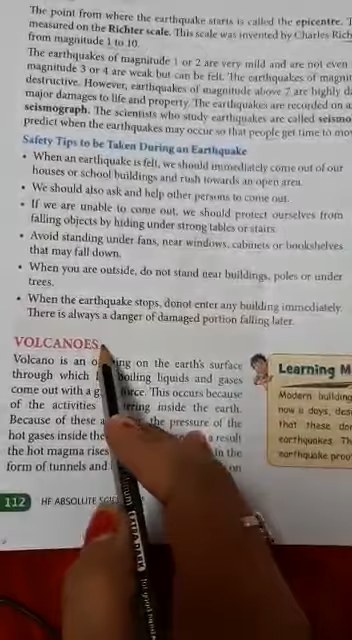 The point from where the earthquake starts is called the epicentre. T
measured on the Richter scale. This scale was invented by Charles Rich
from magnitude 1 to 10.
The earthquakes of magnitude 1 or 2 are very mild and are not even
magnitude 3 or 4 are weak but can be felt. The earthquakes of magni
destructive. However, earthquakes of magnitude above 7 are highly da
major damages to life and property. The earthquakes are recorded on a
seismograph. The scientists who study earthquakes are called seismo
predict when the earthquakes may occur so that people get time to mov
Safety Tips to be Taken During an Earthquake
• When an earthquake is felt, we should immediately come out of our
houses or school buildings and rush towards an open area.
• We should also ask and help other persons to come out.
• If we are unable to come out, we should protect ourselves from
falling objects by hiding under strong tables or stairs.
• Avoid standing under fans, near windows, cabinets or bookshelves
that may fall down.
• When you are outside, do not stand near buildings, poles or under
trees.
• When the earthquake stops, donot enter any building immediately.
There is always a danger of damaged portion falling later.
VOLCANOES
Volcano is an o ing on the earth's surface
through which boiling liquids and gases
come out with a g force. This occurs because
of the activities rring inside the earth.
Because of these a the pressure of the
hot gases inside the a result
the hot magma rises in the
form of tunnels and on
Learning M
Modern building
now a days, des
that these do
earthquakes. Th
earthquake proo
112 HF ABSOLUTE SCIE